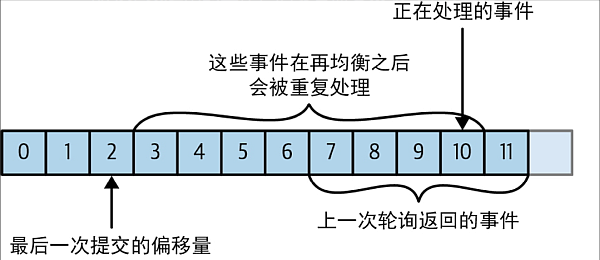 正在处理的事件
这些事件在再均衡之后
会被重复处理
0 1 2 3 4 5 6 7 8 9 10 11
上一次轮询返回的事件
最后一次提交的偏移量